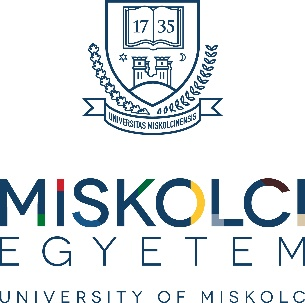 17 35
UNIVERSITAS MISKOLCINENSIS
MISKOLCI
EGYETEM
UNIVERSITY OF MISKOLC